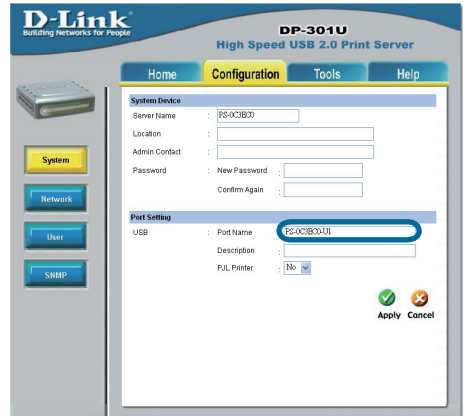 D-Link
Building Networks for People
DP-301U
High Speed USB 2.0 Print Server
Home Configuration Tools Help
System
Network
User
SNMP
System Device
Server Name : PS-0C3BC0
Location :
Admin Contact :
Password : New Password :
Confirm Again :
Port Setting
USB : Port Name : PS-0C3BC0-U1
Description :
PJL Printer : No
Apply Cancel